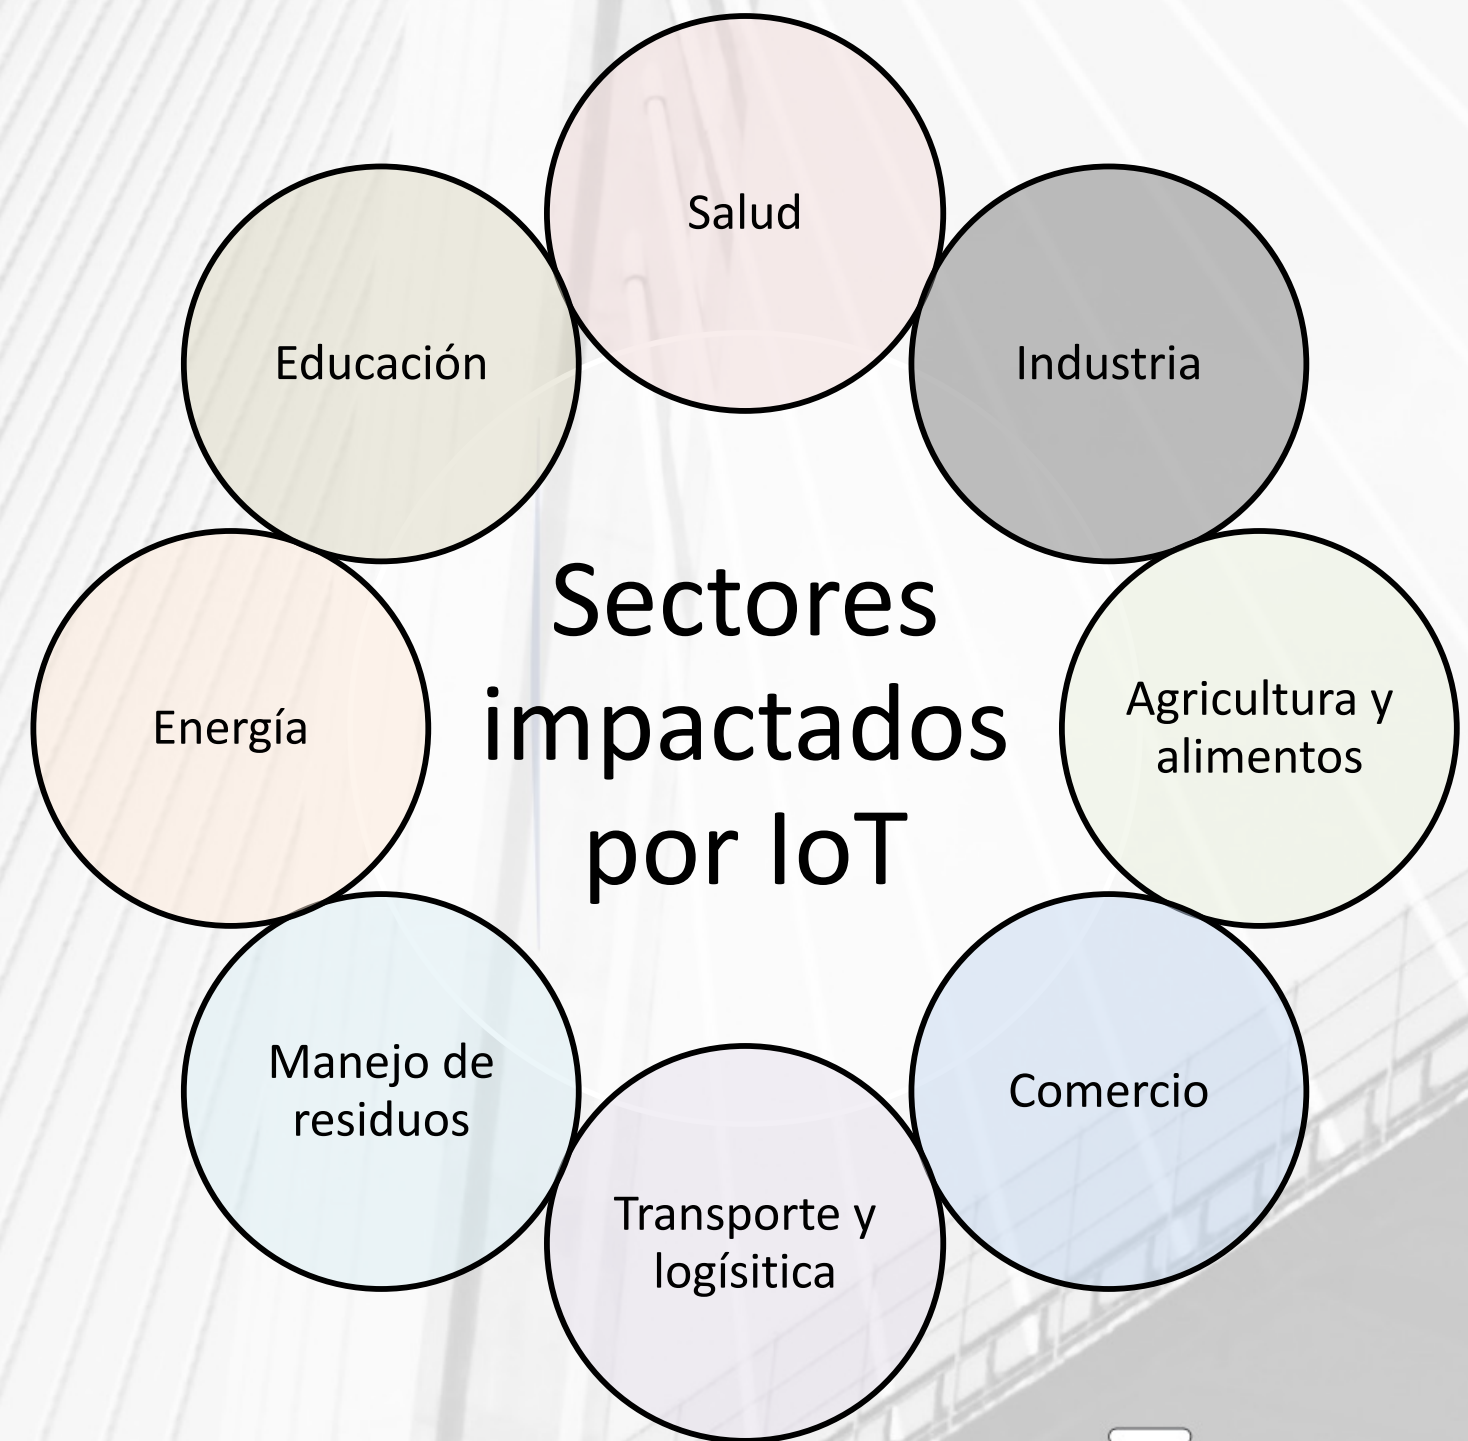 Sectores
impactados
por IoT
Salud
Industria
Agricultura y
alimentos
Comercio
Transporte y
logísitica
Manejo de
residuos
Energía
Educación